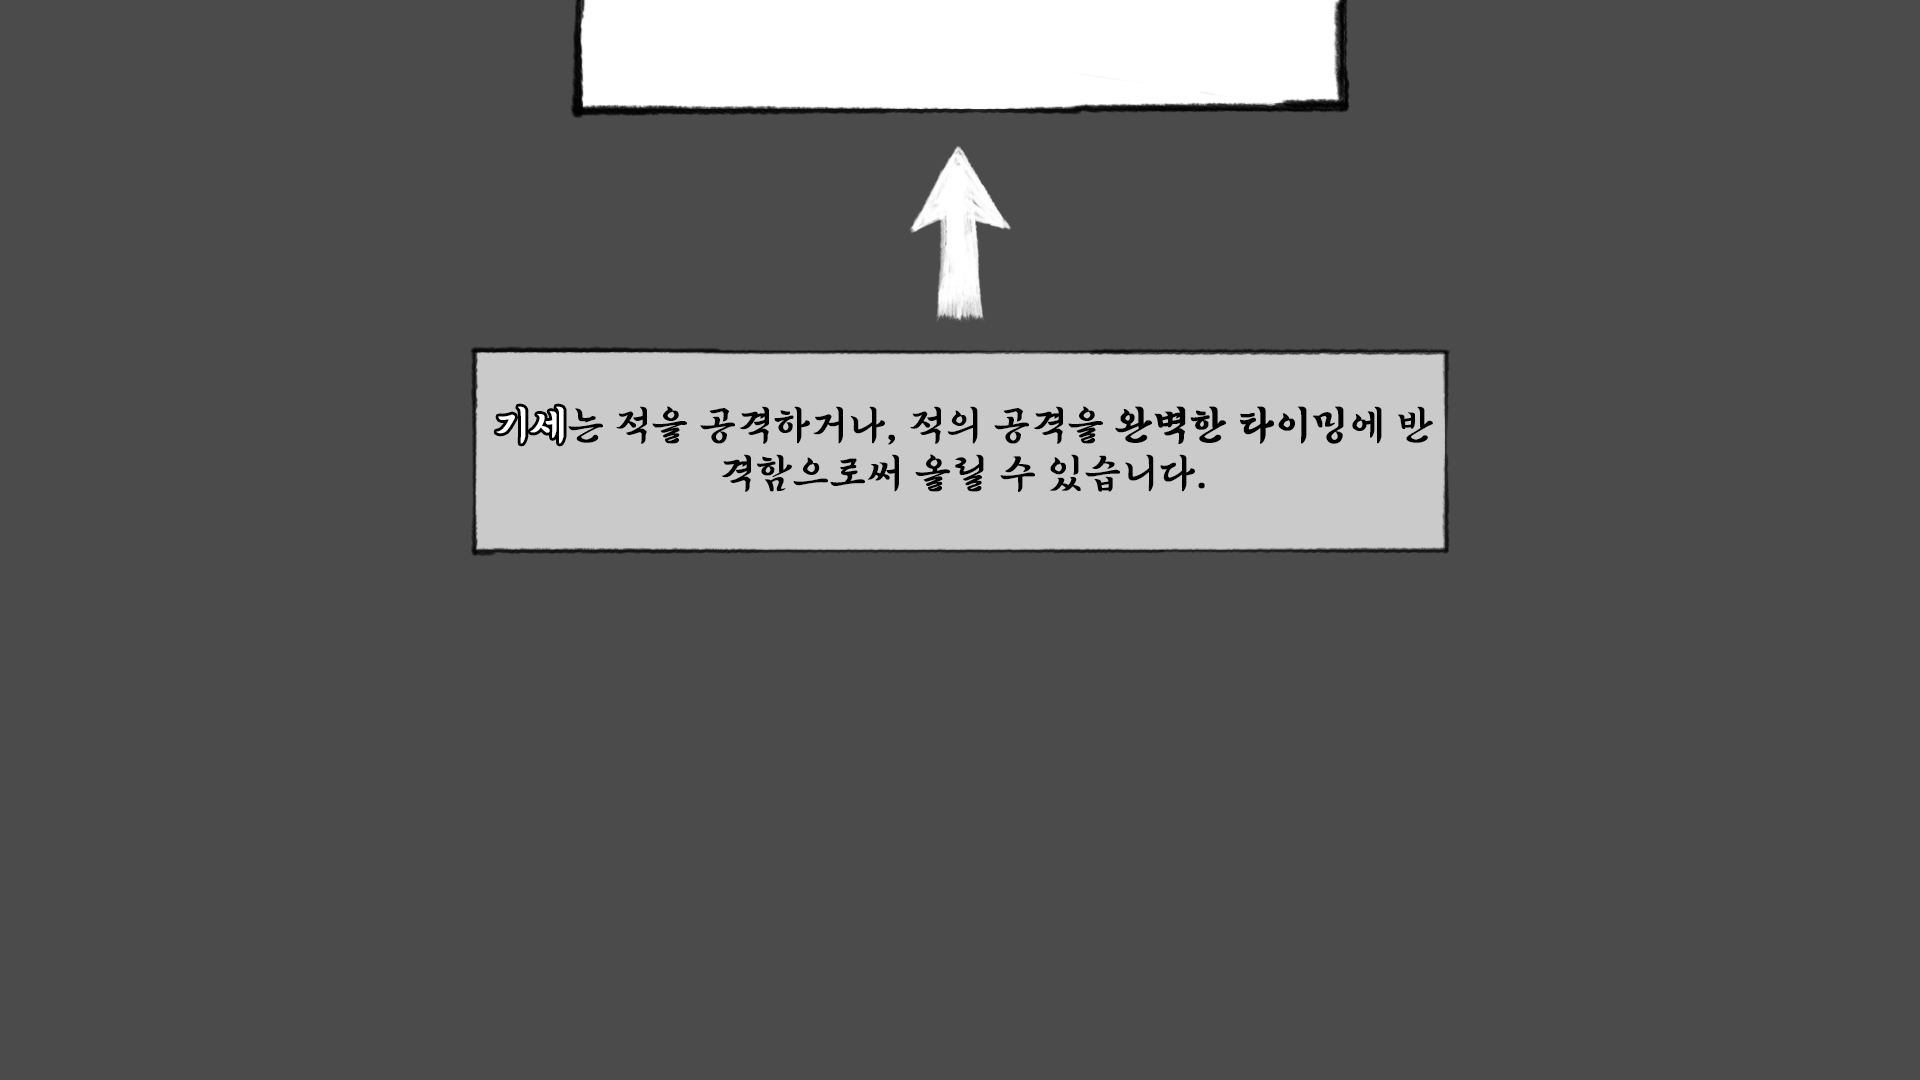 기세는 적을 공격하거나, 적의 공격을 완벽한 타이밍에 반
격함으로써 올릴 수 있습니다.